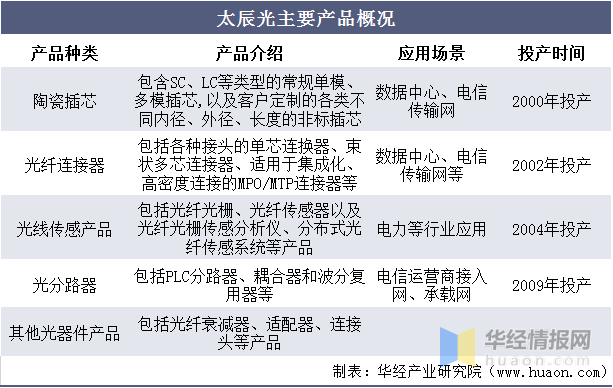 太辰光主要产品概况
产品种类 产品介绍 应用场景 投产时间
陶瓷插芯
包含SC、LC等类型的常规单模、
多模插芯,以及客户定制的各类不
同内径、外径、长度的非标插芯
数据中心、电信
传输网
2000年投产
光纤连接器
包括各种接头的单芯连换器、束
状多芯连接器、适用于集成化、
高密度连接的MPO/MTP连接器等
数据中心、电信
传输网等
2002年投产
光线传感产品
包括光纤光栅、光纤传感器以及
光纤光栅传感分析仪、分布式光
纤传感系统等产品
电力等行业应用
2004年投产
光分路器
包括PLC分路器、耦合器和波分复
用器等
电信运营商接入
网、承载网
2009年投产
其他光器件产品
包括光纤衰减器、适配器、连接
头等产品
华经情报网
huaon.com
制表：华经产业研究院（www.huaon.com）